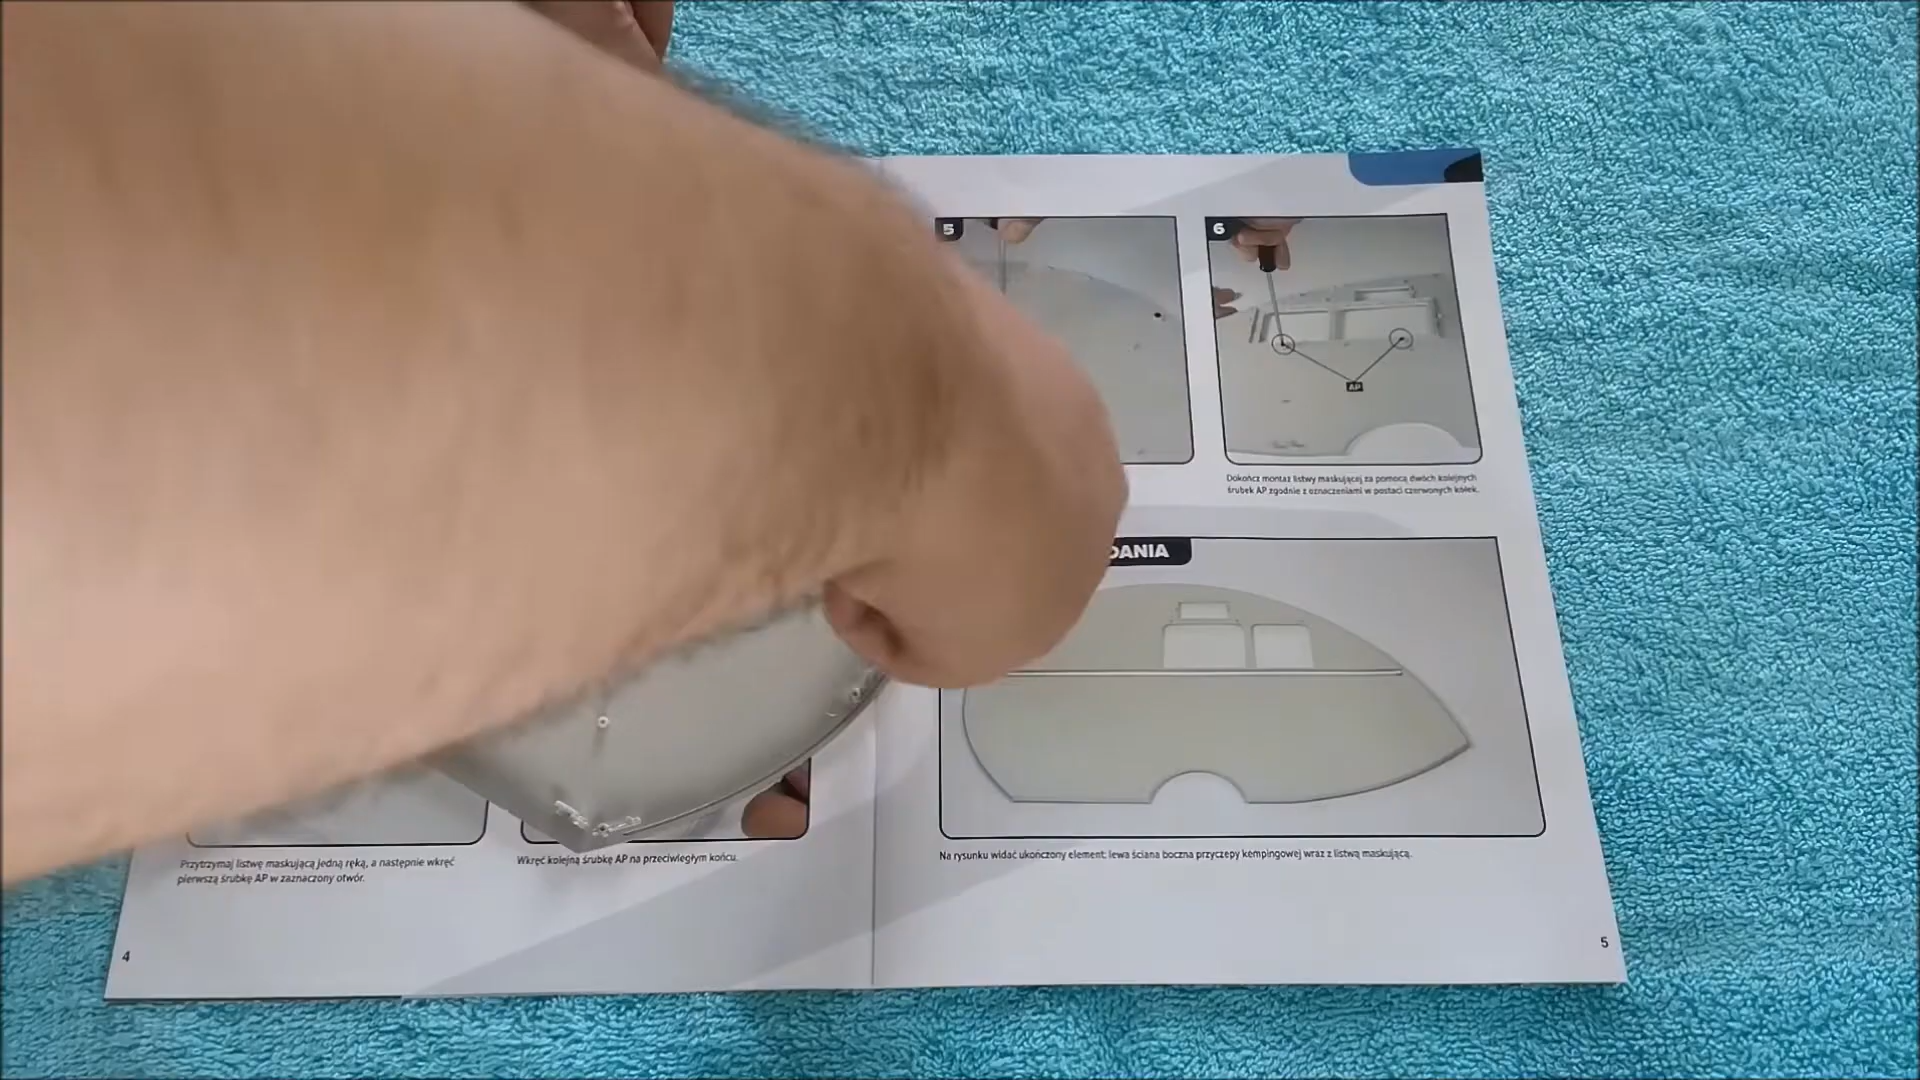 5
6
AP
Dokończ montaż listwy maskującej za pomocą dwóch kolejnych
śrubek AP zgodnie z oznaczeniami w postaci czerwonych kółek.
DANIA
Przytrzymaj listwę maskującą jedną ręką, a następnie wkręć
pierwszą śrubkę AP w zaznaczony otwór.
Wkręć kolejną śrubkę AP na przeciwległym końcu.
Na rysunku widać ukończony element: lewa ściana boczna przyczepy kempingowej wraz z listwą maskującą.
4
5